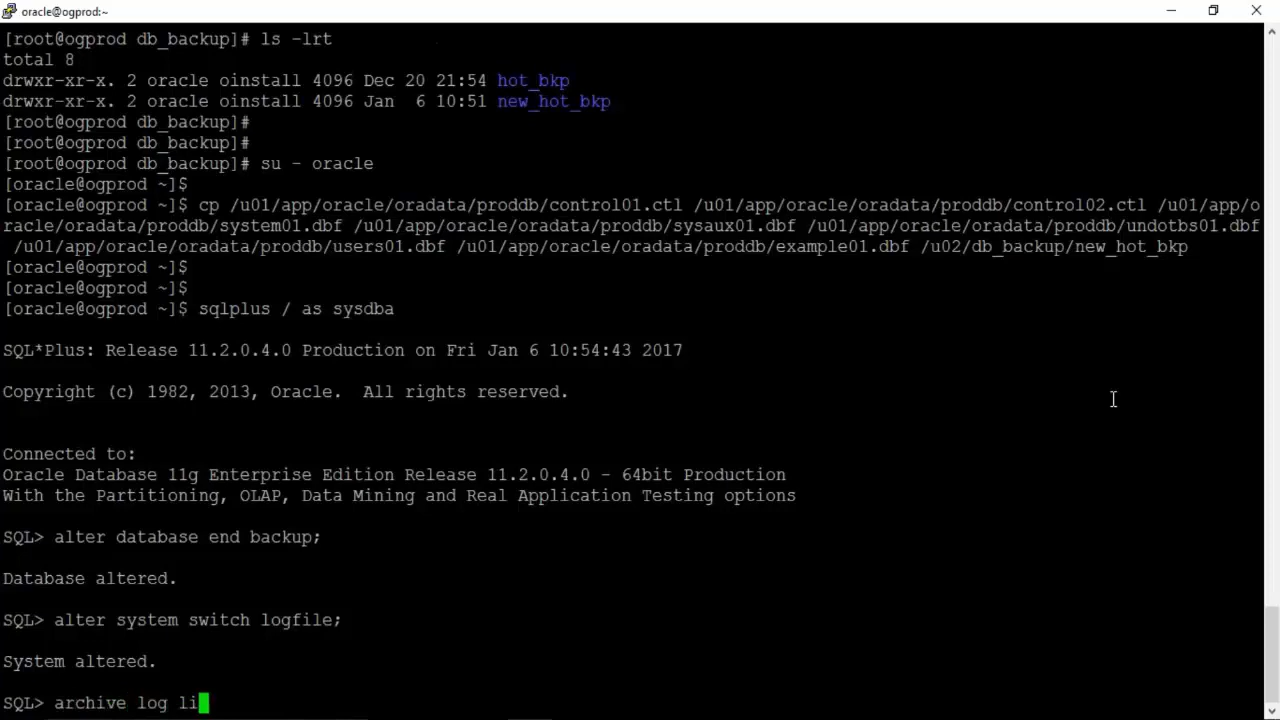 oracle@ogprod:~
[root@ogprod db_backup]# ls -lrt
total 8
drwxr-xr-x. 2 oracle oinstall 4096 Dec 20 21:54 hot_bkp
drwxr-xr-x. 2 oracle oinstall 4096 Jan  6 10:51 new_hot_bkp
[root@ogprod db_backup]#
[root@ogprod db_backup]#
[root@ogprod db_backup]# su - oracle
[oracle@ogprod ~]$
[oracle@ogprod ~]$ cp /u01/app/oracle/oradata/proddb/control01.ctl /u01/app/oracle/oradata/proddb/control02.ctl /u01/app/o
racle/oradata/proddb/system01.dbf /u01/app/oracle/oradata/proddb/sysaux01.dbf /u01/app/oracle/oradata/proddb/undotbs01.dbf
 /u01/app/oracle/oradata/proddb/users01.dbf /u01/app/oracle/oradata/proddb/example01.dbf /u02/db_backup/new_hot_bkp
[oracle@ogprod ~]$
[oracle@ogprod ~]$
[oracle@ogprod ~]$ sqlplus / as sysdba
SQL*Plus: Release 11.2.0.4.0 Production on Fri Jan 6 10:54:43 2017
Copyright (c) 1982, 2013, Oracle.  All rights reserved.
Connected to:
Oracle Database 11g Enterprise Edition Release 11.2.0.4.0 - 64bit Production
With the Partitioning, OLAP, Data Mining and Real Application Testing options
SQL> alter database end backup;
Database altered.
SQL> alter system switch logfile;
System altered.
SQL> archive log li